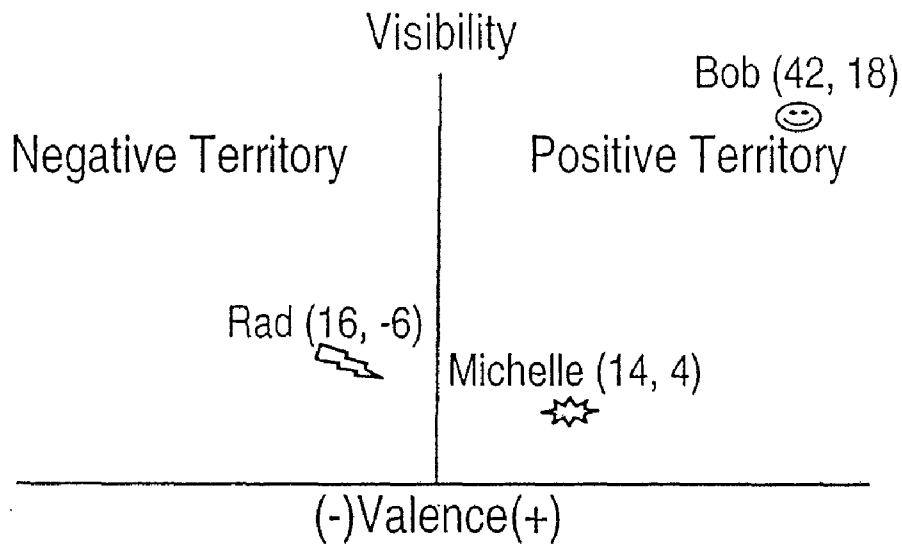 Visibility
Bob (42, 18)
Negative Territory
Positive Territory
Rad (16, -6)
Michelle (14, 4)
(-)Valence(+)